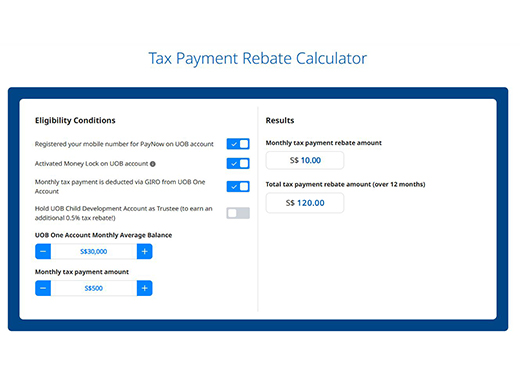 Tax Payment Rebate Calculator
Eligibility Conditions
Registered your mobile number for PayNow on UOB account
Activated Money Lock on UOB account
Monthly tax payment is deducted via GIRO from UOB One
Account
Hold UOB Child Development Account as Trustee (to earn an
additional 0.5% tax rebate!)
UOB One Account Monthly Average Balance
− S$30,000 +
Monthly tax payment amount
− S$500 +
Results
Monthly tax payment rebate amount
S$ 10.00
Total tax payment rebate amount (over 12 months)
S$ 120.00